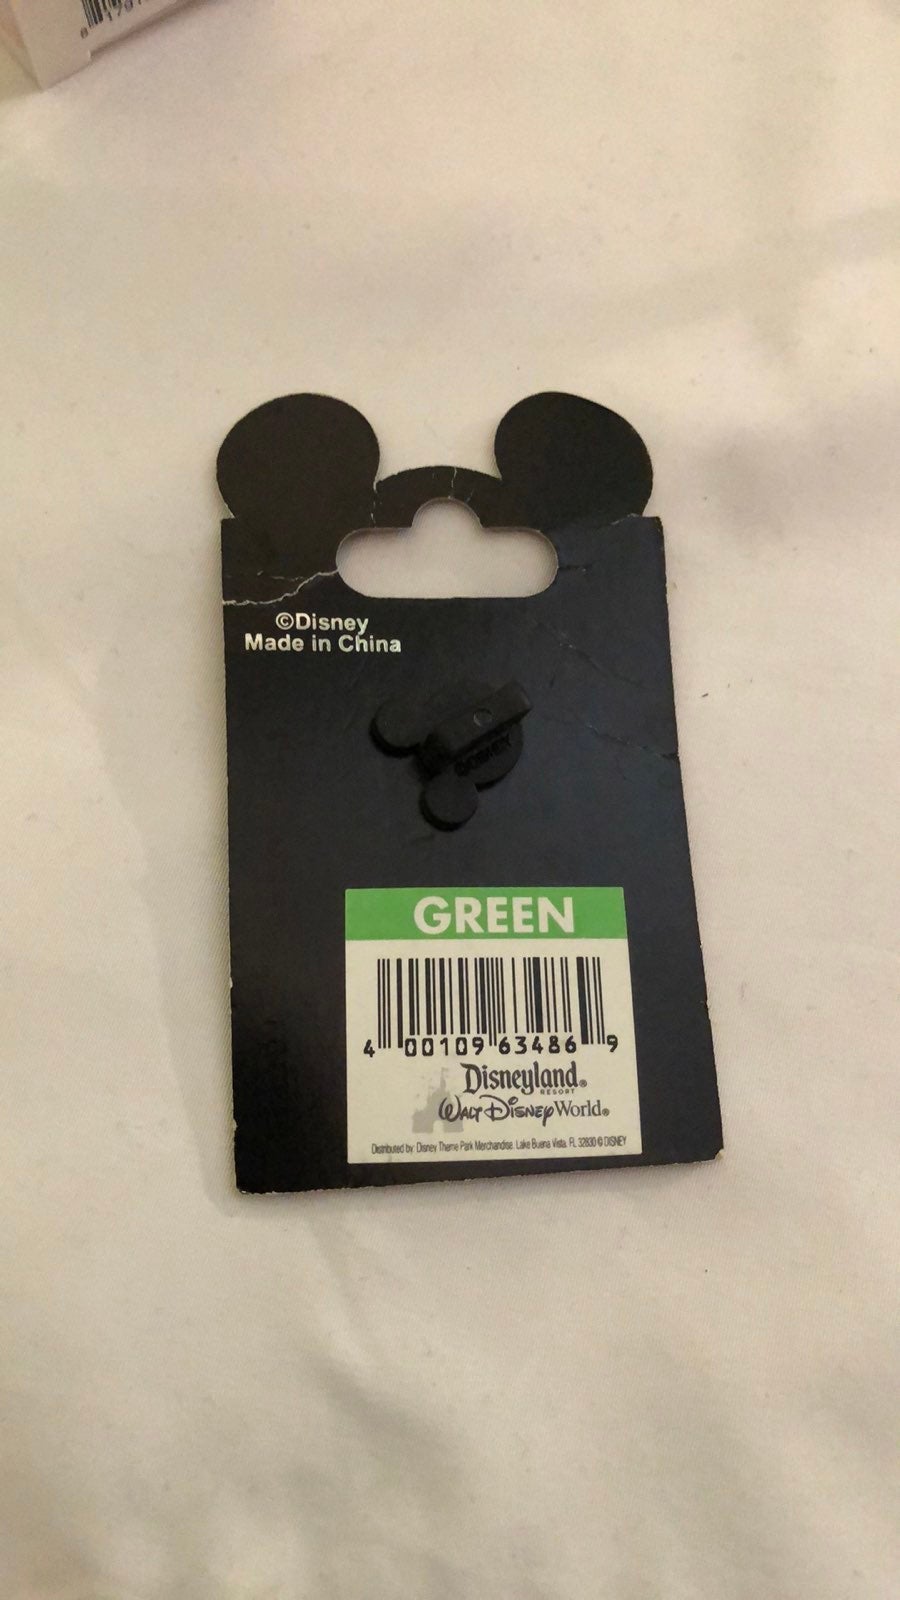 ©Disney
Made in China
DISNEY
GREEN
4 00109 63486 9
Disneyland®
RESORT
Walt Disney World®
Distributed by: Disney Theme Park Merchandise, Lake Buena Vista, FL 32830 © DISNEY